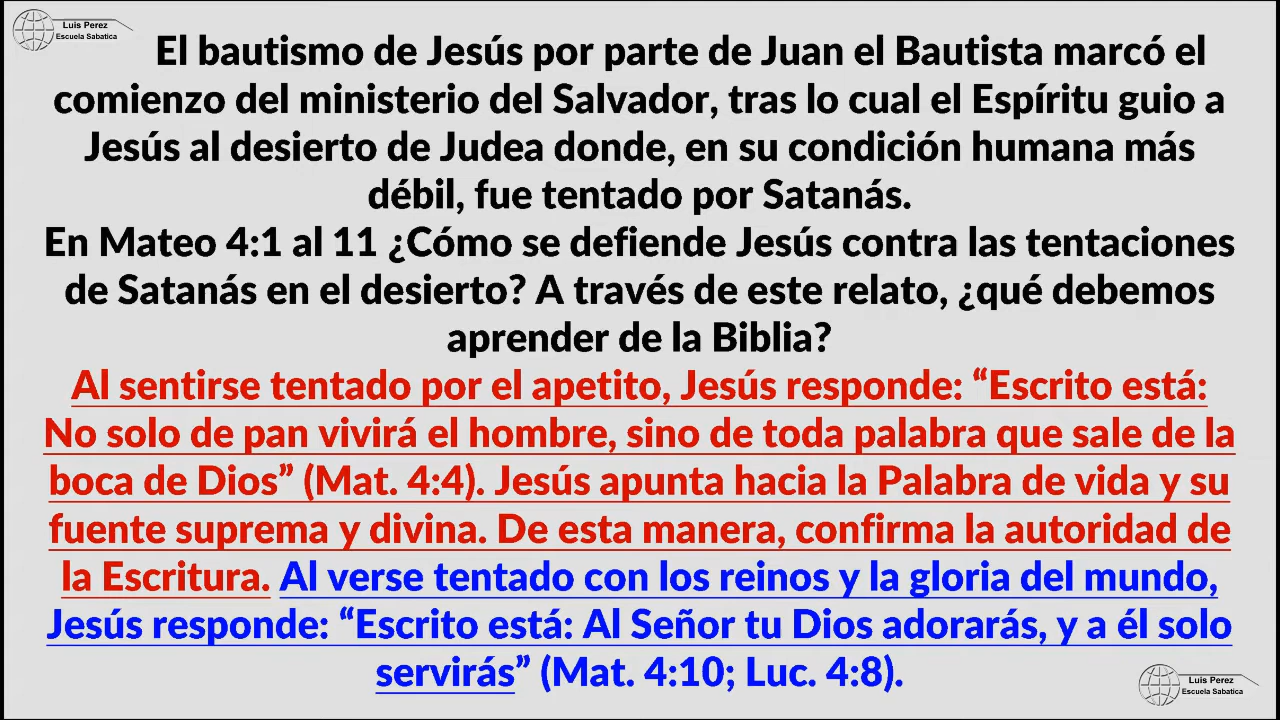 Luis Perez
Escuela Sabatica
El bautismo de Jesús por parte de Juan el Bautista marcó el
comienzo del ministerio del Salvador, tras lo cual el Espíritu guio a
Jesús al desierto de Judea donde, en su condición humana más
débil, fue tentado por Satanás.
En Mateo 4:1 al 11 ¿Cómo se defiende Jesús contra las tentaciones
de Satanás en el desierto? A través de este relato, ¿qué debemos
aprender de la Biblia?
Al sentirse tentado por el apetito, Jesús responde: “Escrito está:
No solo de pan vivirá el hombre, sino de toda palabra que sale de la
boca de Dios” (Mat. 4:4). Jesús apunta hacia la Palabra de vida y su
fuente suprema y divina. De esta manera, confirma la autoridad de
la Escritura. Al verse tentado con los reinos y la gloria del mundo,
Jesús responde: “Escrito está: Al Señor tu Dios adorarás, y a él solo
servirás” (Mat. 4:10; Luc. 4:8).
Luis Perez
Escuela Sabatica